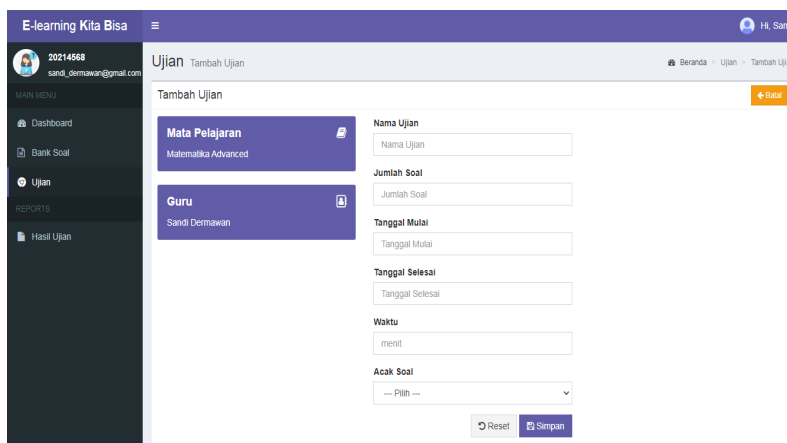 E-learning Kita Bisa
Hi, San
20214568
sandi_dermawan@gmail.com
Ujian Tambah Ujian
Beranda > Ujian > Tambah Uji
MAIN MENU
Tambah Ujian
Batal
Dashboard
Bank Soal
Ujian
REPORTS
Hasil Ujian
Mata Pelajaran
Matematika Advanced
Guru
Sandi Dermawan
Nama Ujian
Nama Ujian
Jumlah Soal
Jumlah Soal
Tanggal Mulai
Tanggal Mulai
Tanggal Selesai
Tanggal Selesai
Waktu
menit
Acak Soal
--- Pilih ---
Reset
Simpan